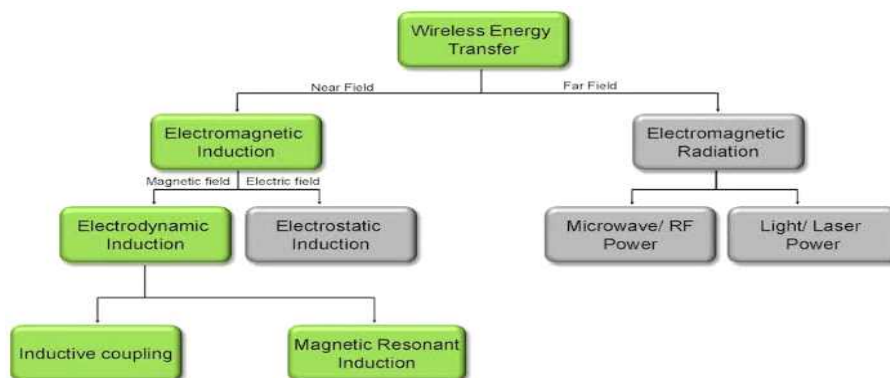 Wireless Energy
Transfer
Near Field
Far Field
Electromagnetic
Induction
Electromagnetic
Radiation
Magnetic field
Electric field
Electrodynamic
Induction
Electrostatic
Induction
Microwave/ RF
Power
Light/ Laser
Power
Inductive coupling
Magnetic Resonant
Induction